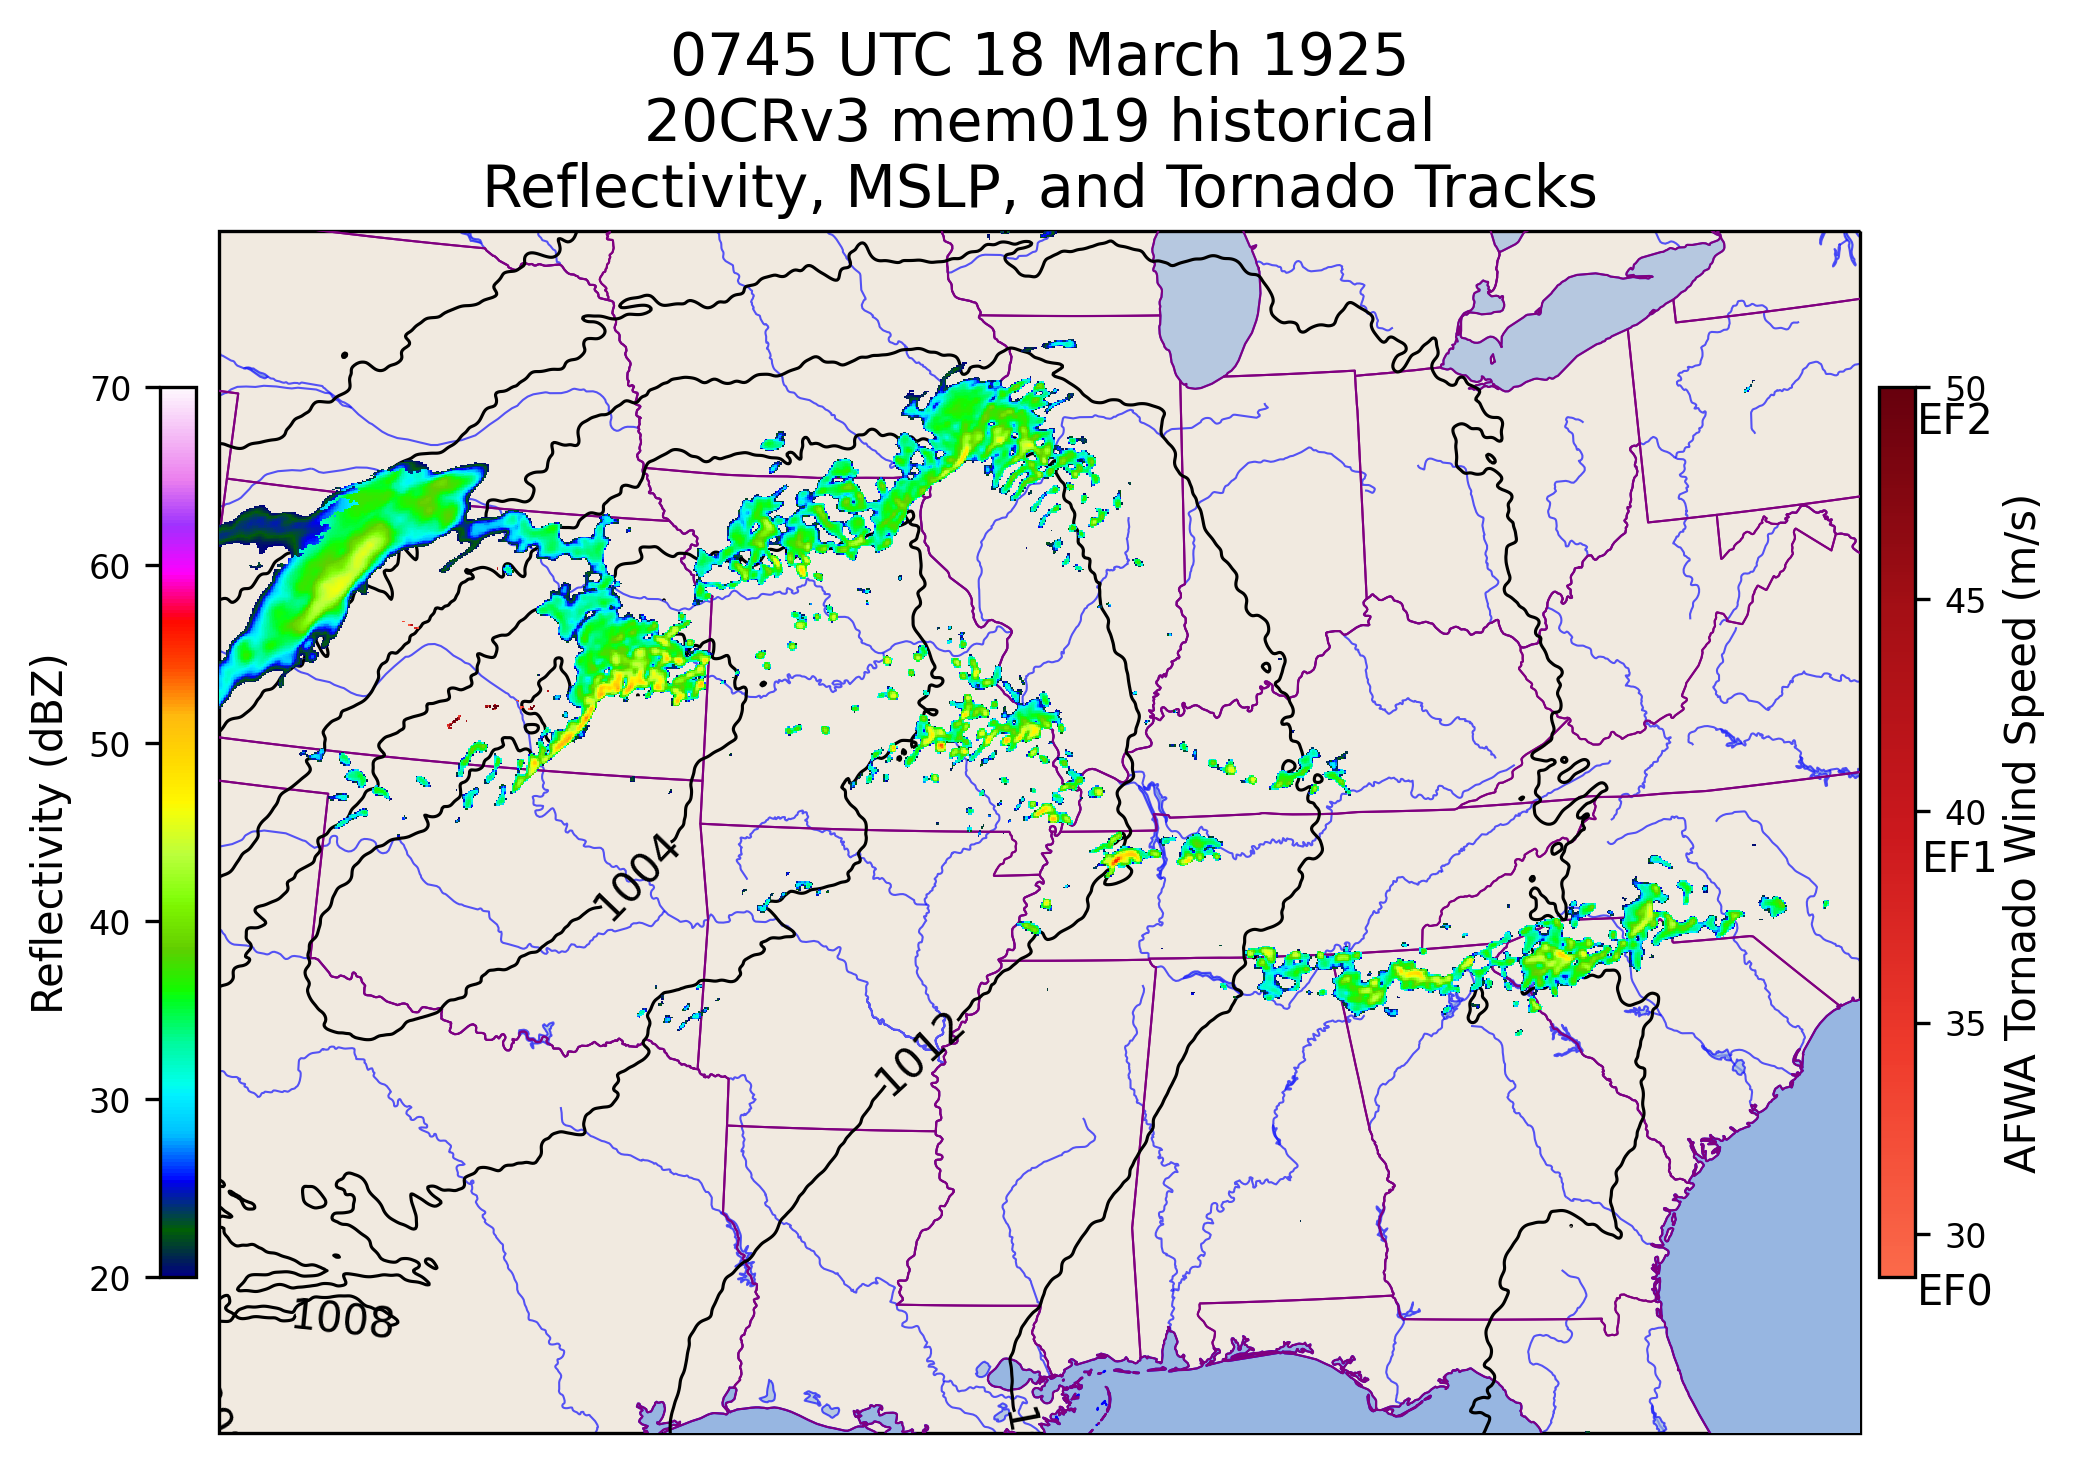 0745 UTC 18 March 1925
20CRv3 mem019 historical
Reflectivity, MSLP, and Tornado Tracks
70
60
50
40
30
20
Reflectivity (dBZ)
1004
1012
1008
50
EF2
45
40
EF1
35
30
EF0
AFWA Tornado Wind Speed (m/s)